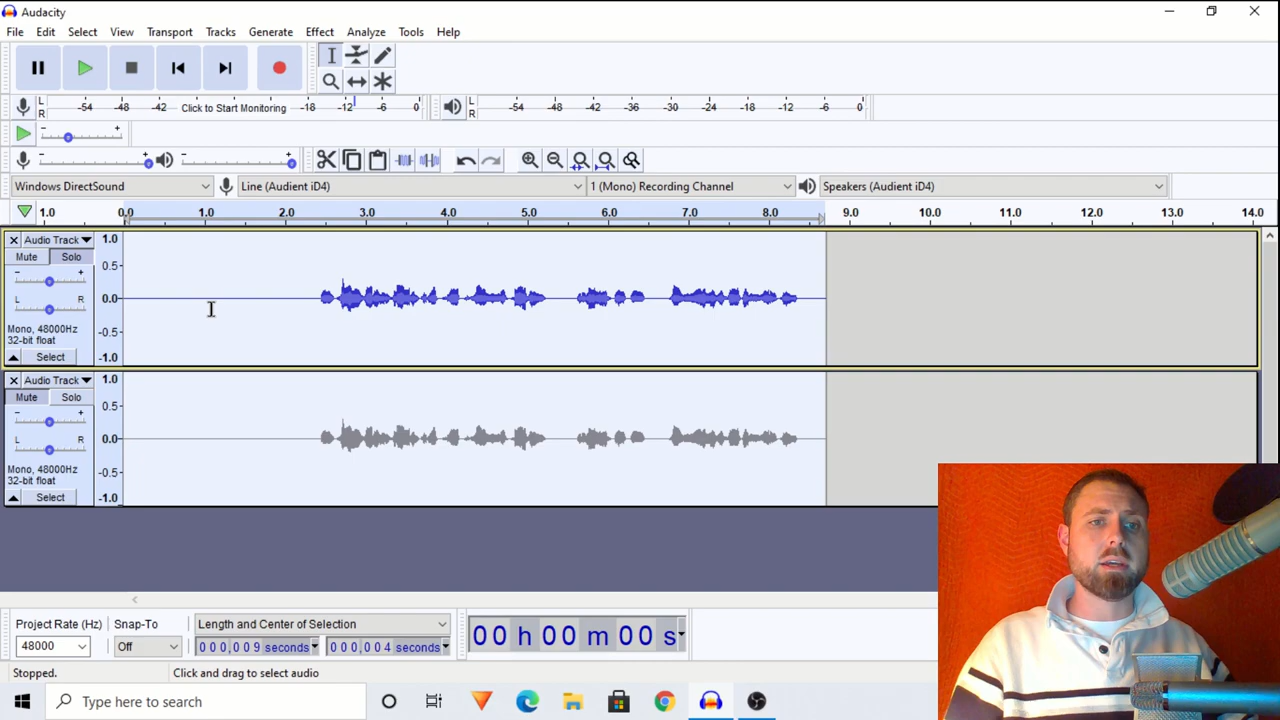 Audacity
File Edit Select View Transport Tracks Generate Effect Analyze Tools Help
L R -54 -48 -42 Click to Start Monitoring -18 -12 -6 0 L R -54 -48 -42 -36 -30 -24 -18 -12 -6 0
- +
- + - +
Windows DirectSound Line (Audient iD4) 1 (Mono) Recording Channel Speakers (Audient iD4)
1.0 0.0 1.0 2.0 3.0 4.0 5.0 6.0 7.0 8.0 9.0 10.0 11.0 12.0 13.0 14.0
X Audio Track 1.0
Mute Solo
- + 0.5
L R 0.0
Mono, 48000Hz -0.5
32-bit float
Select -1.0
X Audio Track 1.0
Mute Solo
- + 0.5
L R 0.0
Mono, 48000Hz -0.5
32-bit float
Select -1.0
Project Rate (Hz) Snap-To Length and Center of Selection
48000 Off 000,009 seconds 000,004 seconds 00 h 00 m 00 s
Stopped. Click and drag to select audio
Type here to search